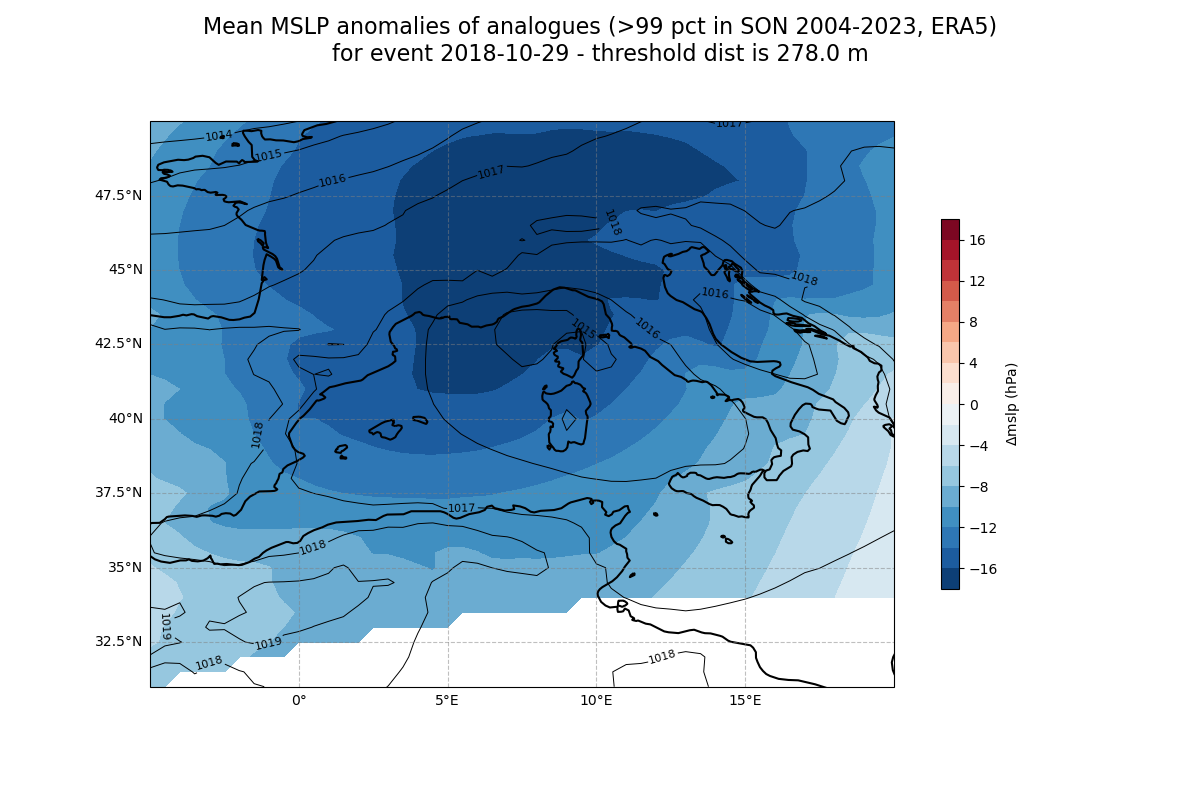 Mean MSLP anomalies of analogues (>99 pct in SON 2004-2023, ERA5)
for event 2018-10-29 - threshold dist is 278.0 m
1014
1017
1015
1016
1017
47.5°N
1018
16
45°N
1018
12
1016
8
1015
1016
42.5°N
4
Δmslp (hPa)
0
40°N
1018
−4
−8
37.5°N
1017
−12
1018
35°N
−16
1019
32.5°N
1019
1018
1018
0°
5°E
10°E
15°E